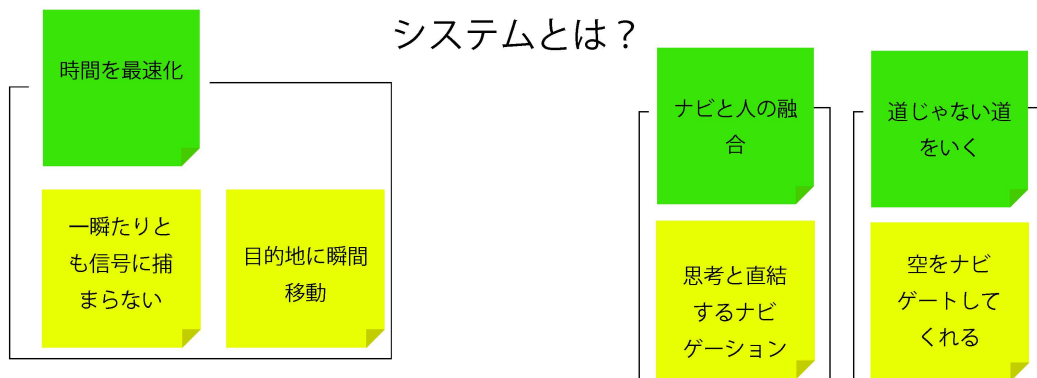 システムとは？
時間を最速化
一瞬たりと
も信号に捕
まらない
目的地に瞬間
移動
ナビと人の融
合
思考と直結
するナビ
ゲーション
道じゃない道
をいく
空をナビ
ゲートして
くれる